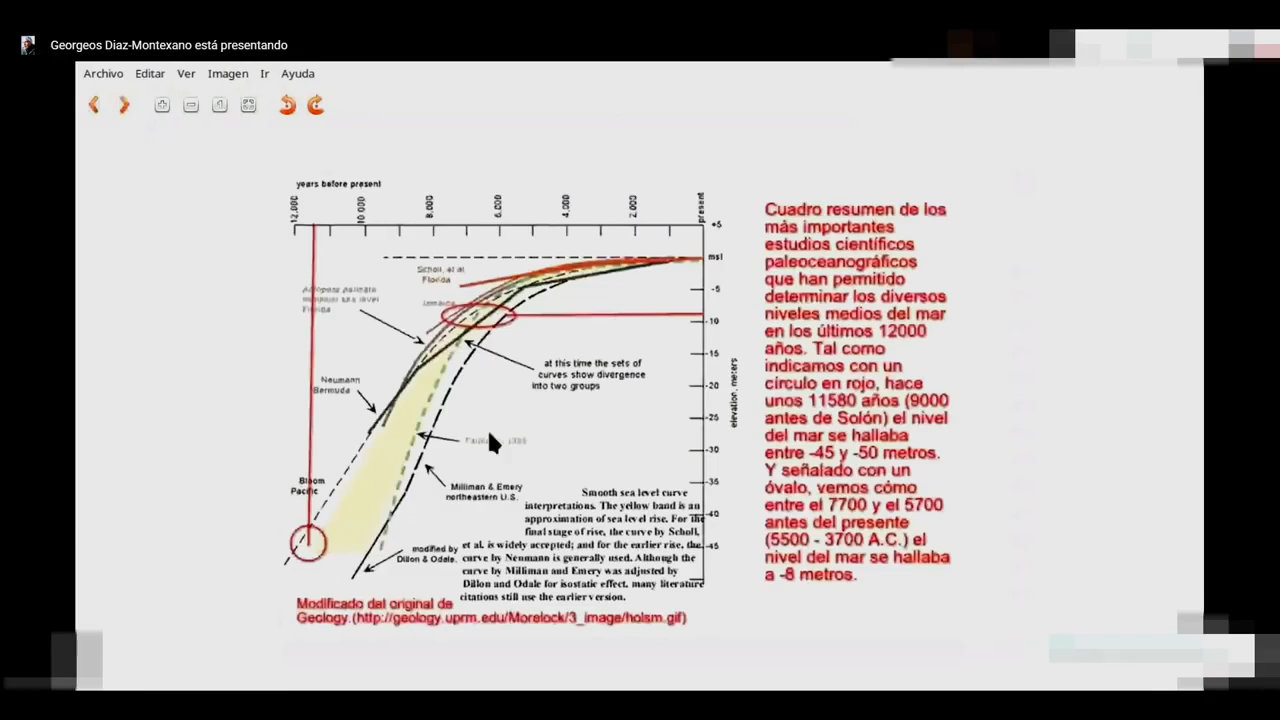 Georgeos Diaz-Montexano está presentando
Archivo Editar Ver Imagen Ir Ayuda
years before present
12,000 10,000 8,000 6,000 4,000 2,000 present
+5
msl
-5
-10
-15
-20
-25
-30
-35
-40
-45
elevation, meters
Scholl, et al
Florida
Acropora palmata
minimum sea level
Florida
Jamaica
at this time the sets of
curves show divergence
into two groups
Neumann
Bermuda
Bloom
Pacific
Milliman & Emery
northeastern U.S.
modified by
Dillon & Odale.
Smooth sea level curve
interpretations. The yellow band is an
approximation of sea level rise. For the
final stage of rise, the curve by Scholl,
et al. is widely accepted; and for the earlier rise, the
curve by Neumann is generally used. Although the
curve by Milliman and Emery was adjusted by
Dillon and Odale for isostatic effect, many literature
citations still use the earlier version.
Modificado del original de
Geology.(http://geology.uprm.edu/Morelock/3_image/holsm.gif)
Cuadro resumen de los
más importantes
estudios científicos
paleoceanográficos
que han permitido
determinar los diversos
niveles medios del mar
en los últimos 12000
años. Tal como
indicamos con un
círculo en rojo, hace
unos 11580 años (9000
antes de Solón) el nivel
del mar se hallaba
entre -45 y -50 metros.
Y señalado con un
óvalo, vemos cómo
entre el 7700 y el 5700
antes del presente
(5500 - 3700 A.C.) el
nivel del mar se hallaba
a -8 metros.